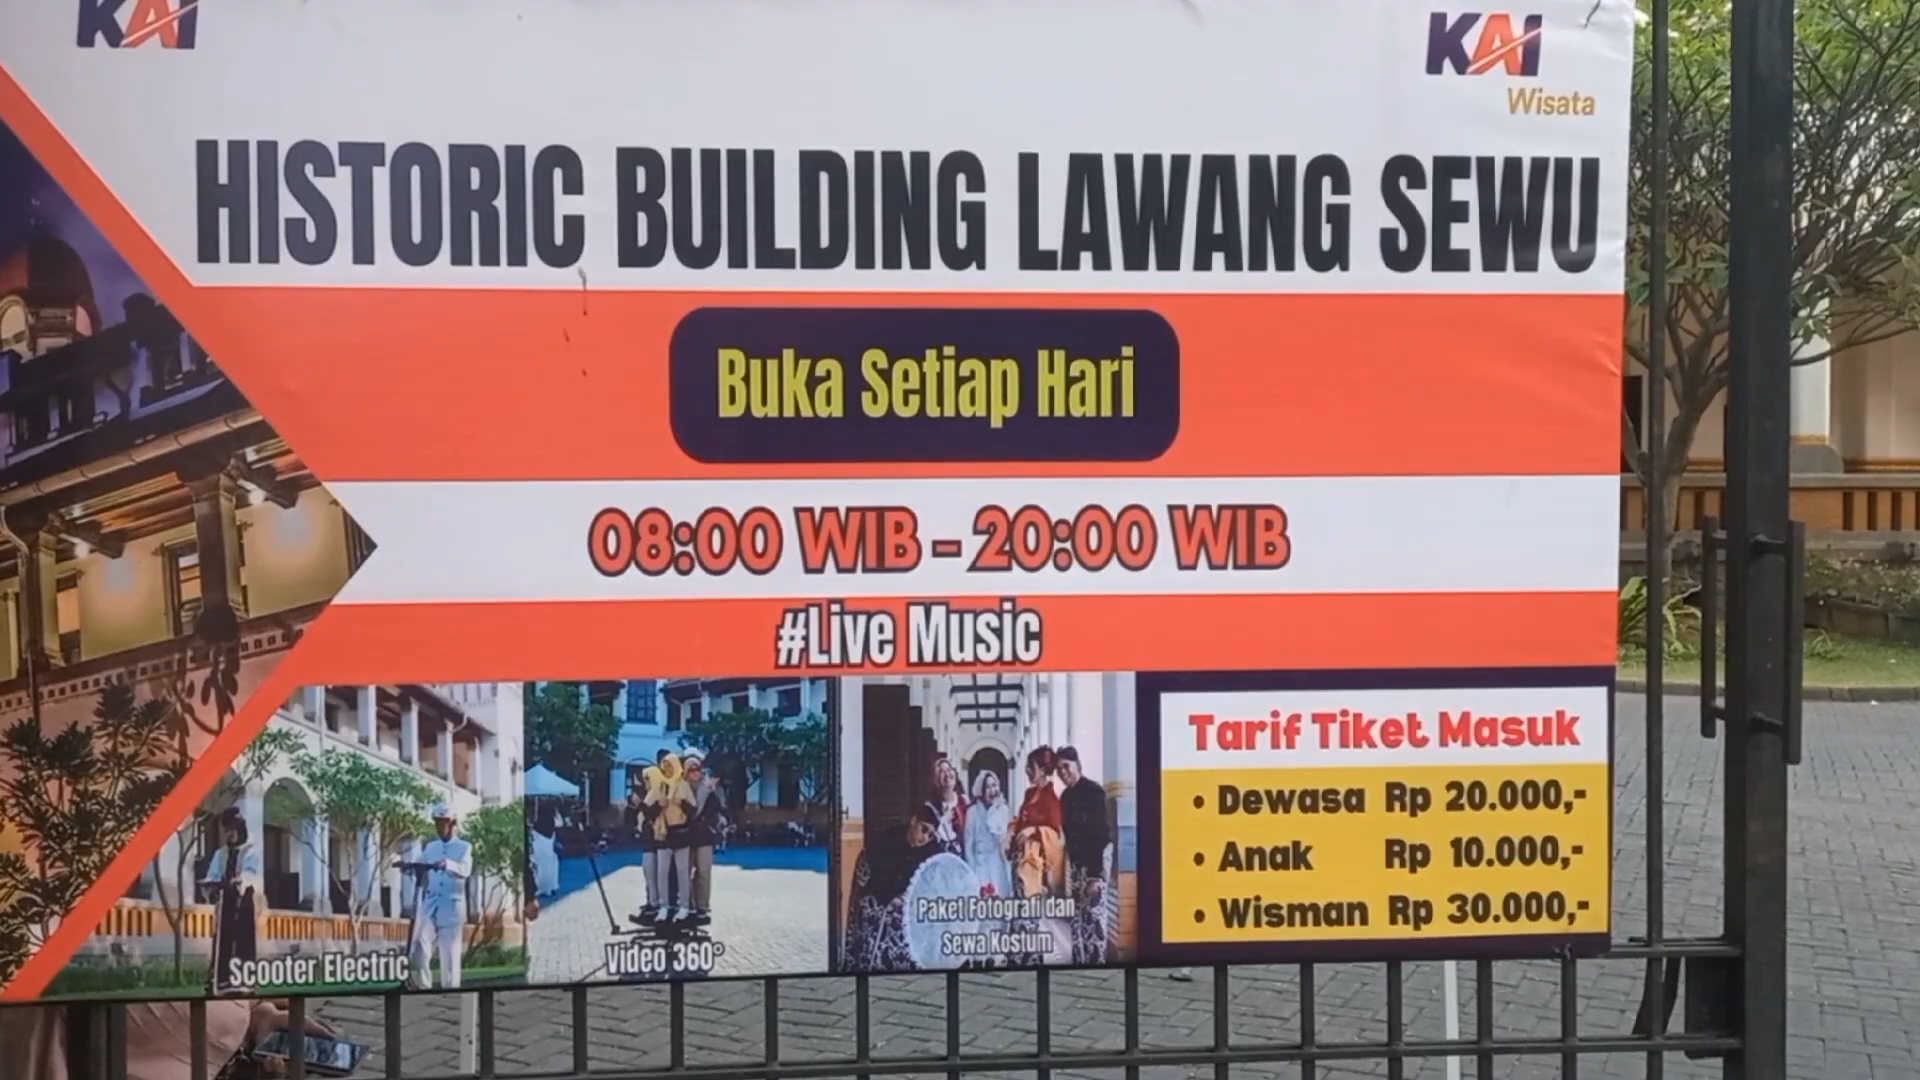 KAI
KAI
Wisata
HISTORIC BUILDING LAWANG SEWU
Buka Setiap Hari
08:00 WIB - 20:00 WIB
#Live Music
Scooter Electric
Video 360°
Paket Fotografi dan
Sewa Kostum
Tarif Tiket Masuk
• Dewasa Rp 20.000,-
• Anak Rp 10.000,-
• Wisman Rp 30.000,-